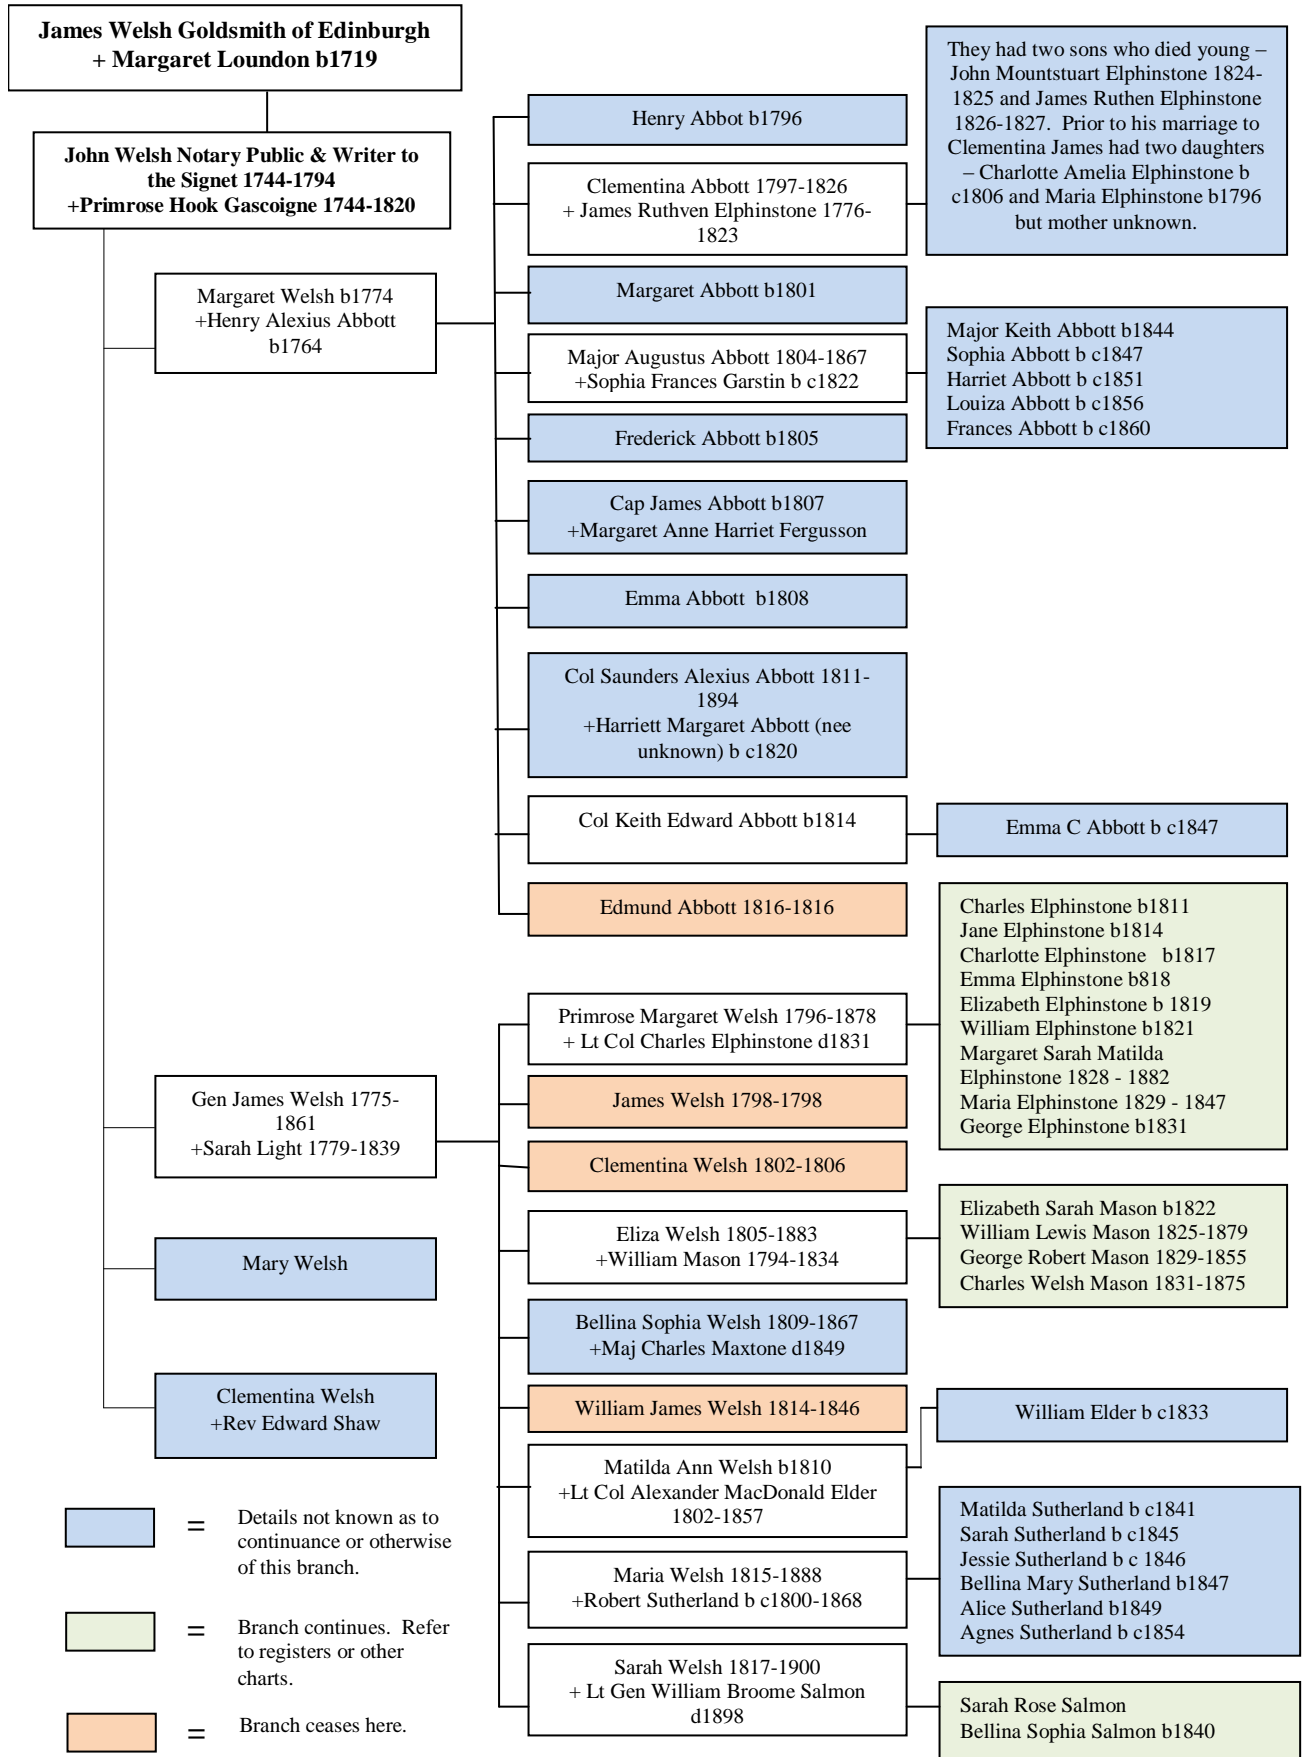 James Welsh Goldsmith of Edinburgh
+ Margaret Loundon b1719
John Welsh Notary Public & Writer to
the Signet 1744-1794
+Primrose Hook Gascoigne 1744-1820
Margaret Welsh b1774
+Henry Alexius Abbott
b1764
Henry Abbot b1796
Clementina Abbott 1797-1826
+ James Ruthven Elphinstone 1776-
1823
They had two sons who died young –
John Mountstuart Elphinstone 1824-
1825 and James Ruthen Elphinstone
1826-1827.  Prior to his marriage to
Clementina James had two daughters
– Charlotte Amelia Elphinstone b
c1806 and Maria Elphinstone b1796
but mother unknown.
Margaret Abbott b1801
Major Augustus Abbott 1804-1867
+Sophia Frances Garstin b c1822
Major Keith Abbott b1844
Sophia Abbott b c1847
Harriet Abbott b c1851
Louiza Abbott b c1856
Frances Abbott b c1860
Frederick Abbott b1805
Cap James Abbott b1807
+Margaret Anne Harriet Fergusson
Emma Abbott  b1808
Col Saunders Alexius Abbott 1811-
1894
+Harriett Margaret Abbott (nee
unknown) b c1820
Col Keith Edward Abbott b1814
Emma C Abbott b c1847
Edmund Abbott 1816-1816
Gen James Welsh 1775-
1861
+Sarah Light 1779-1839
Primrose Margaret Welsh 1796-1878
+ Lt Col Charles Elphinstone d1831
Charles Elphinstone b1811
Jane Elphinstone b1814
Charlotte Elphinstone   b1817
Emma Elphinstone b818
Elizabeth Elphinstone b 1819
William Elphinstone b1821
Margaret Sarah Matilda
Elphinstone 1828 - 1882
Maria Elphinstone 1829 - 1847
George Elphinstone b1831
James Welsh 1798-1798
Clementina Welsh 1802-1806
Eliza Welsh 1805-1883
+William Mason 1794-1834
Elizabeth Sarah Mason b1822
William Lewis Mason 1825-1879
George Robert Mason 1829-1855
Charles Welsh Mason 1831-1875
Bellina Sophia Welsh 1809-1867
+Maj Charles Maxtone d1849
William James Welsh 1814-1846
Matilda Ann Welsh b1810
+Lt Col Alexander MacDonald Elder
1802-1857
William Elder b c1833
Maria Welsh 1815-1888
+Robert Sutherland b c1800-1868
Matilda Sutherland b c1841
Sarah Sutherland b c1845
Jessie Sutherland b c 1846
Bellina Mary Sutherland b1847
Alice Sutherland b1849
Agnes Sutherland b c1854
Sarah Welsh 1817-1900
+ Lt Gen William Broome Salmon
d1898
Sarah Rose Salmon
Bellina Sophia Salmon b1840
Mary Welsh
Clementina Welsh
+Rev Edward Shaw
= Details not known as to
continuance or otherwise
of this branch.
= Branch continues.  Refer
to registers or other
charts.
= Branch ceases here.